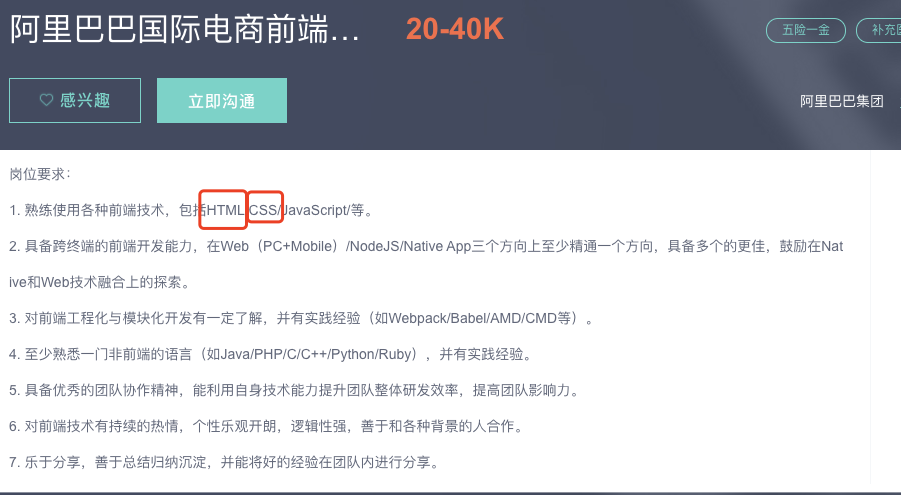 阿里巴巴国际电商前端... 20-40K 五险一金 补充
感兴趣 立即沟通 阿里巴巴集团
岗位要求：
1. 熟练使用各种前端技术，包括HTML/CSS/JavaScript/等。
2. 具备跨终端的前端开发能力，在Web（PC+Mobile）/NodeJS/Native App三个方向上至少精通一个方向，具备多个的更佳，鼓励在Nat
ive和Web技术融合上的探索。
3. 对前端工程化与模块化开发有一定了解，并有实践经验（如Webpack/Babel/AMD/CMD等）。
4. 至少熟悉一门非前端的语言（如Java/PHP/C/C++/Python/Ruby），并有实践经验。
5. 具备优秀的团队协作精神，能利用自身技术能力提升团队整体研发效率，提高团队影响力。
6. 对前端技术有持续的热情，个性乐观开朗，逻辑性强，善于和各种背景的人合作。
7. 乐于分享，善于总结归纳沉淀，并能将好的经验在团队内进行分享。